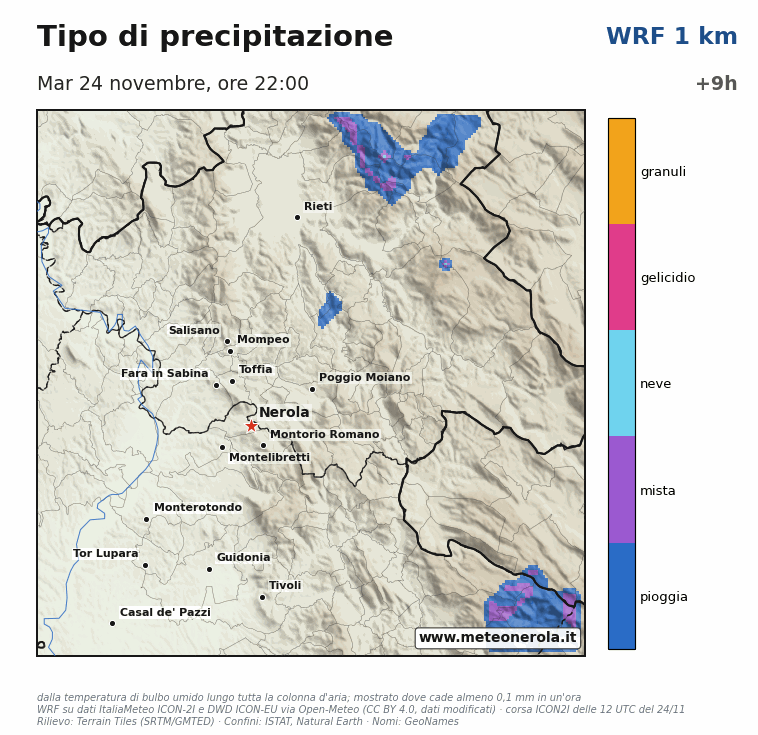 Tipo di precipitazione
WRF 1 km
Mar 24 novembre, ore 22:00
+9h
granuli
gelicidio
neve
mista
pioggia
Rieti
Salisano
Mompeo
Fara in Sabina
Toffia
Poggio Moiano
Nerola
Montorio Romano
Montelibretti
Monterotondo
Tor Lupara
Guidonia
Tivoli
Casal de' Pazzi
www.meteonerola.it
dalla temperatura di bulbo umido lungo tutta la colonna d'aria; mostrato dove cade almeno 0,1 mm in un'ora
WRF su dati ItaliaMeteo ICON-2I e DWD ICON-EU via Open-Meteo (CC BY 4.0, dati modificati) · corsa ICON2I delle 12 UTC del 24/11
Rilievo: Terrain Tiles (SRTM/GMTED) · Confini: ISTAT, Natural Earth · Nomi: GeoNames